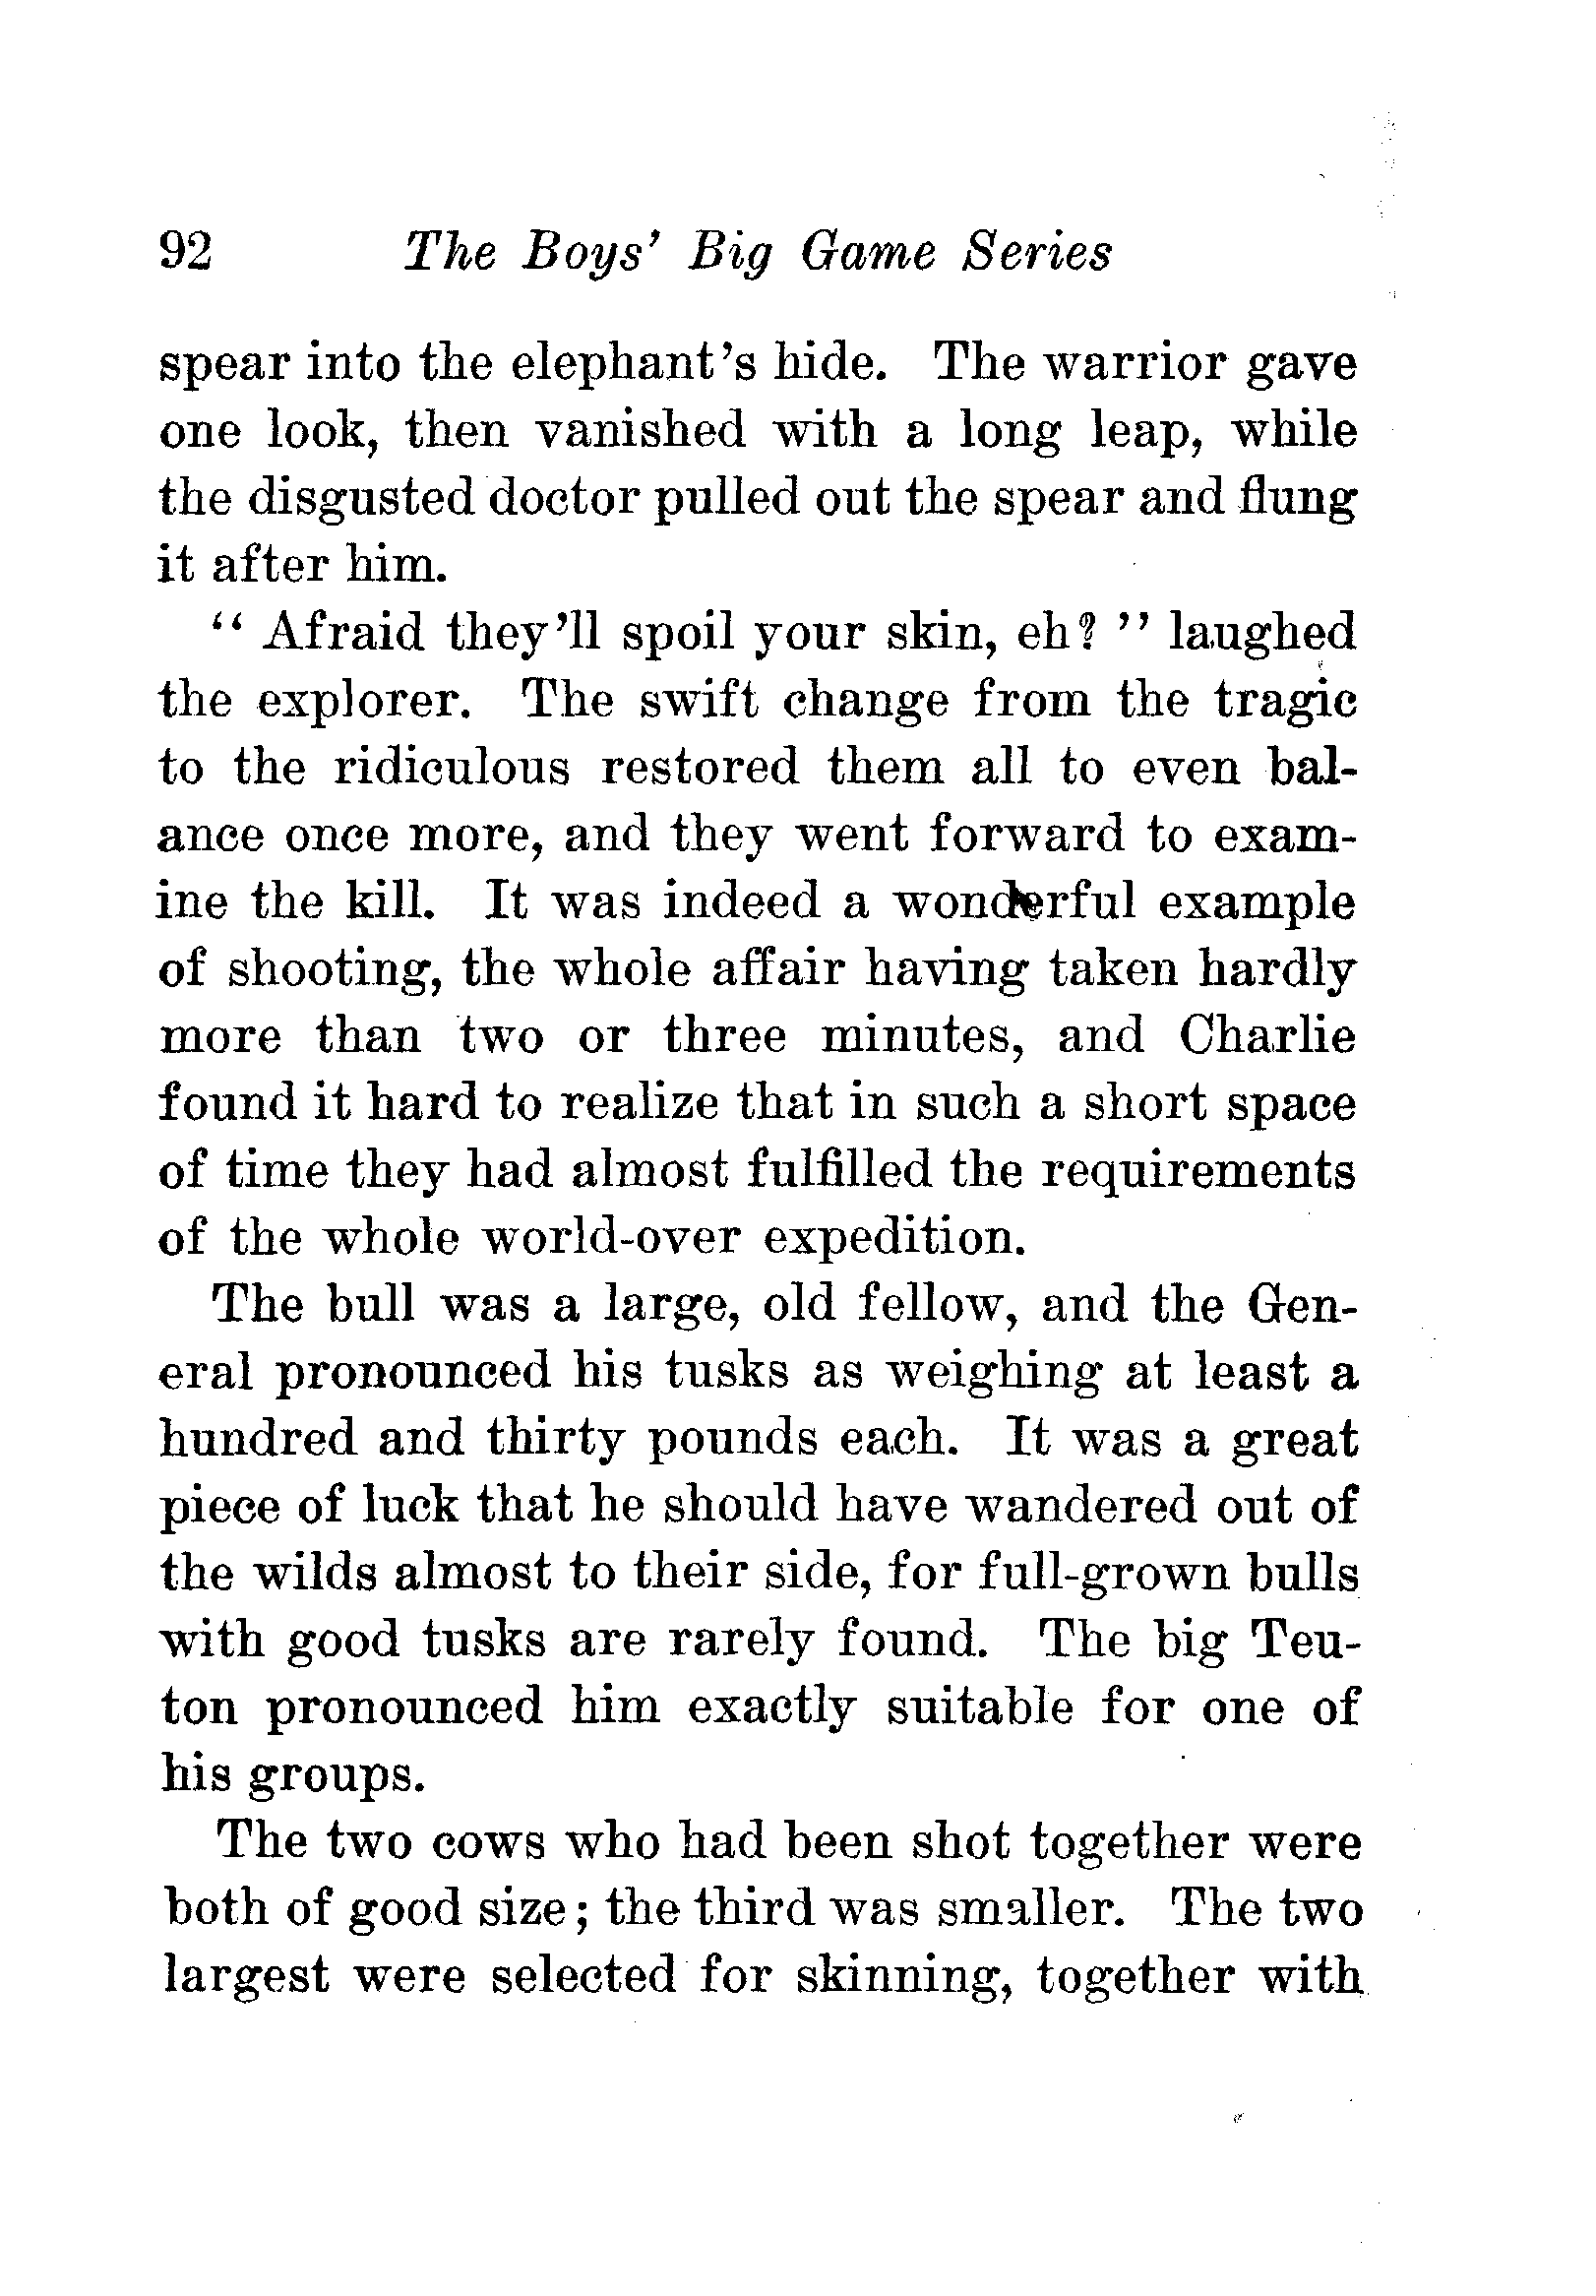 92 The Boys' Big Game Series
spear into the elephant's hide. The warrior gave
one look, then vanished with a long leap, while
the disgusted doctor pulled out the spear and flung
it after him.
“ Afraid they'll spoil your skin, eh? ” laughed
the explorer. The swift change from the tragic
to the ridiculous restored them all to even bal-
ance once more, and they went forward to exam-
ine the kill. It was indeed a wonderful example
of shooting, the whole affair having taken hardly
more than two or three minutes, and Charlie
found it hard to realize that in such a short space
of time they had almost fulfilled the requirements
of the whole world-over expedition.
The bull was a large, old fellow, and the Gen-
eral pronounced his tusks as weighing at least a
hundred and thirty pounds each. It was a great
piece of luck that he should have wandered out of
the wilds almost to their side, for full-grown bulls
with good tusks are rarely found. The big Teu-
ton pronounced him exactly suitable for one of
his groups.
The two cows who had been shot together were
both of good size; the third was smaller. The two
largest were selected for skinning, together with